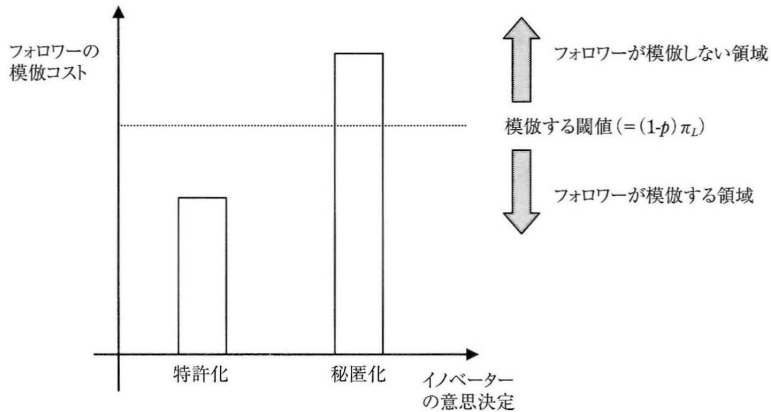 フォロワーの
模倣コスト
フォロワーが模倣しない領域
模倣する閾値(=(1-p)π_L)
フォロワーが模倣する領域
特許化
秘匿化
イノベーター
の意思決定